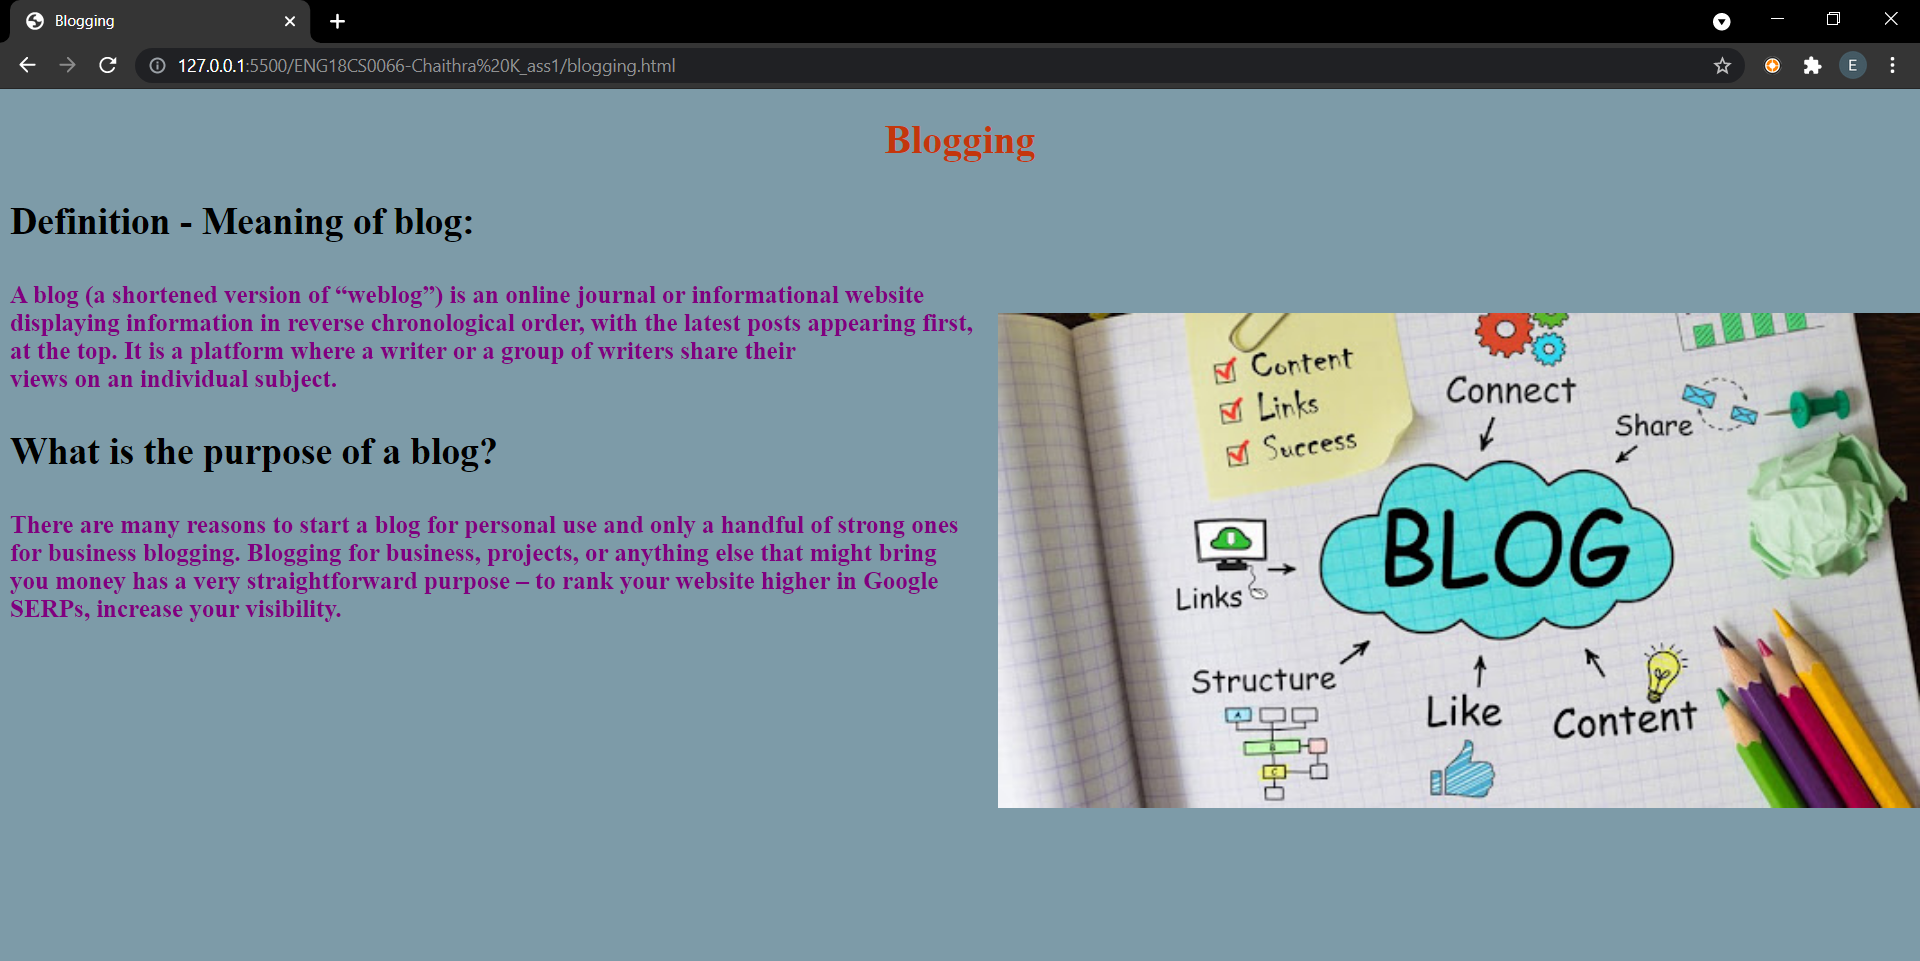 Blogging
127.0.0.1:5500/ENG18CS0066-Chaithra%20K_ass1/blogging.html
E
Blogging
Definition - Meaning of blog:
A blog (a shortened version of “weblog”) is an online journal or informational website
displaying information in reverse chronological order, with the latest posts appearing first,
at the top. It is a platform where a writer or a group of writers share their
views on an individual subject.
What is the purpose of a blog?
There are many reasons to start a blog for personal use and only a handful of strong ones
for business blogging. Blogging for business, projects, or anything else that might bring
you money has a very straightforward purpose – to rank your website higher in Google
SERPs, increase your visibility.
Content
Links
Success
Connect
Share
BLOG
Links
Structure
Like
Content
A
B
C